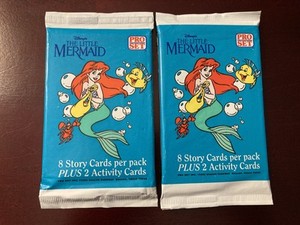 Disney's
THE LITTLE
MERMAID
PRO
SET
8 Story Cards per pack
PLUS 2 Activity Cards
Disney's
THE LITTLE
MERMAID
PRO
SET
8 Story Cards per pack
PLUS 2 Activity Cards